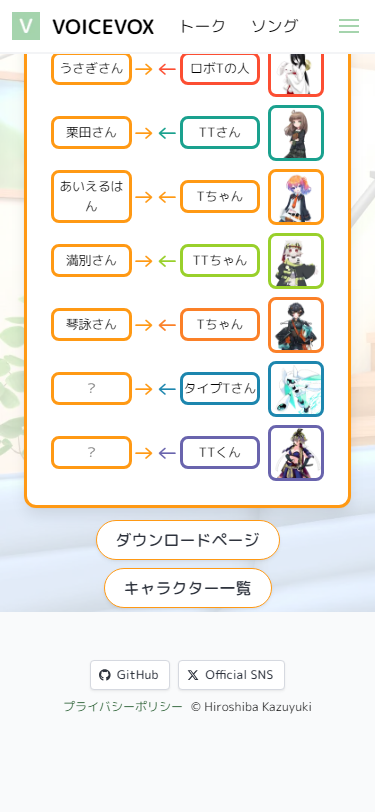 V VOICEVOX トーク ソング
うさぎさん → ← ロボTの人
栗田さん → ← TTさん
あいえるは
ん → ← Tちゃん
満別さん → ← TTちゃん
琴詠さん → ← Tちゃん
? → ← タイプTさん
? → ← TTくん
ダウンロードページ
キャラクター一覧
GitHub Official SNS
プライバシーポリシー © Hiroshiba Kazuyuki